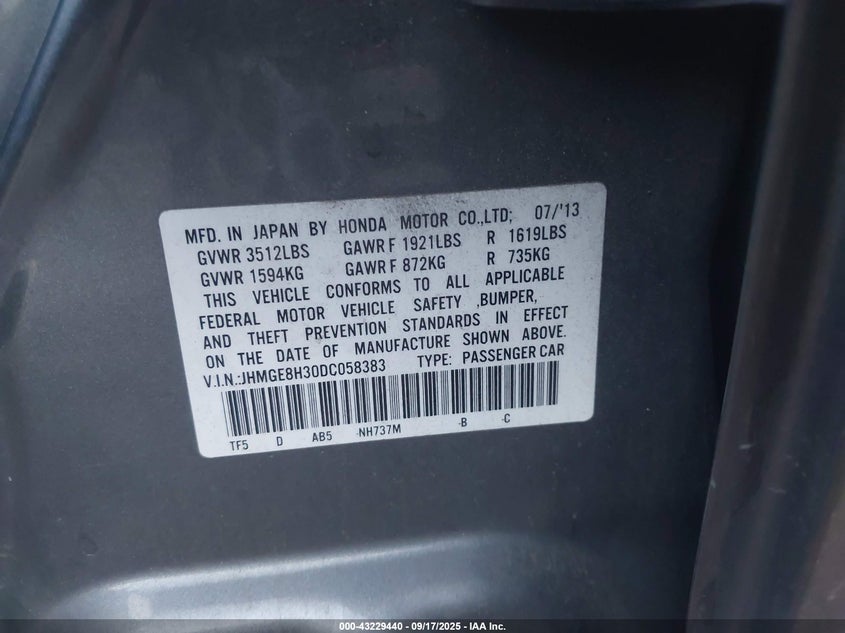 MFD. IN JAPAN BY HONDA MOTOR CO.,LTD; 07/'13
GVWR 3512LBS GAWR F 1921LBS R 1619LBS
GVWR 1594KG GAWR F 872KG R 735KG
THIS VEHICLE CONFORMS TO ALL APPLICABLE
FEDERAL MOTOR VEHICLE SAFETY ,BUMPER,
AND THEFT PREVENTION STANDARDS IN EFFECT
ON THE DATE OF MANUFACTURE SHOWN ABOVE.
V.I.N.:JHMGE8H30DC058383 TYPE: PASSENGER CAR
TF5 D AB5 -NH737M -B -C
000-43229440 - 09/17/2025 - IAA Inc.